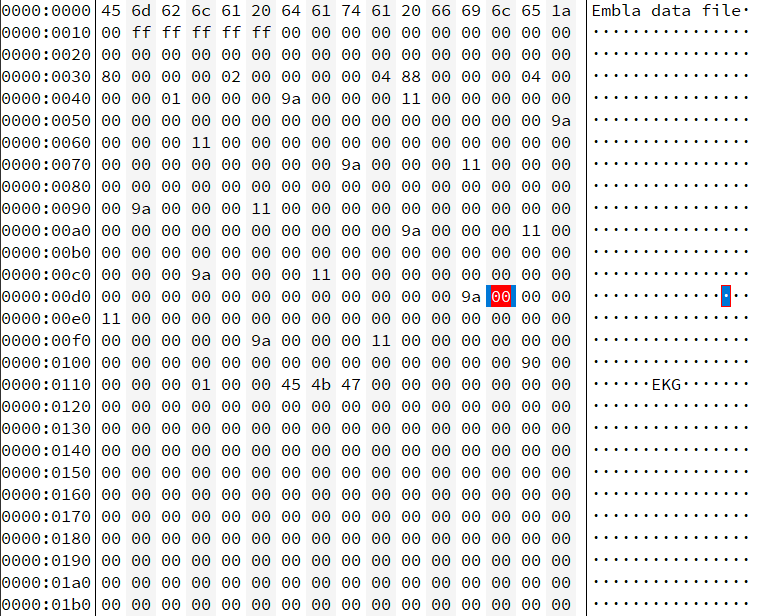 0000:0000 45 6d 62 6c 61 20 64 61 74 61 20 66 69 6c 65 1a Embla data file·
0000:0010 00 ff ff ff ff ff 00 00 00 00 00 00 00 00 00 00 ················
0000:0020 00 00 00 00 00 00 00 00 00 00 00 00 00 00 00 00 ················
0000:0030 80 00 00 00 02 00 00 00 00 04 88 00 00 00 04 00 ················
0000:0040 00 00 01 00 00 00 9a 00 00 00 11 00 00 00 00 00 ················
0000:0050 00 00 00 00 00 00 00 00 00 00 00 00 00 00 00 9a ················
0000:0060 00 00 00 11 00 00 00 00 00 00 00 00 00 00 00 00 ················
0000:0070 00 00 00 00 00 00 00 00 9a 00 00 00 11 00 00 00 ················
0000:0080 00 00 00 00 00 00 00 00 00 00 00 00 00 00 00 00 ················
0000:0090 00 9a 00 00 00 11 00 00 00 00 00 00 00 00 00 00 ················
0000:00a0 00 00 00 00 00 00 00 00 00 00 9a 00 00 00 11 00 ················
0000:00b0 00 00 00 00 00 00 00 00 00 00 00 00 00 00 00 00 ················
0000:00c0 00 00 00 9a 00 00 00 11 00 00 00 00 00 00 00 00 ················
0000:00d0 00 00 00 00 00 00 00 00 00 00 00 00 9a 00 00 00 ················
0000:00e0 11 00 00 00 00 00 00 00 00 00 00 00 00 00 00 00 ················
0000:00f0 00 00 00 00 00 9a 00 00 00 11 00 00 00 00 00 00 ················
0000:0100 00 00 00 00 00 00 00 00 00 00 00 00 00 00 90 00 ················
0000:0110 00 00 00 01 00 00 45 4b 47 00 00 00 00 00 00 00 ······EKG·······
0000:0120 00 00 00 00 00 00 00 00 00 00 00 00 00 00 00 00 ················
0000:0130 00 00 00 00 00 00 00 00 00 00 00 00 00 00 00 00 ················
0000:0140 00 00 00 00 00 00 00 00 00 00 00 00 00 00 00 00 ················
0000:0150 00 00 00 00 00 00 00 00 00 00 00 00 00 00 00 00 ················
0000:0160 00 00 00 00 00 00 00 00 00 00 00 00 00 00 00 00 ················
0000:0170 00 00 00 00 00 00 00 00 00 00 00 00 00 00 00 00 ················
0000:0180 00 00 00 00 00 00 00 00 00 00 00 00 00 00 00 00 ················
0000:0190 00 00 00 00 00 00 00 00 00 00 00 00 00 00 00 00 ················
0000:01a0 00 00 00 00 00 00 00 00 00 00 00 00 00 00 00 00 ················
0000:01b0 00 00 00 00 00 00 00 00 00 00 00 00 00 00 00 00 ················